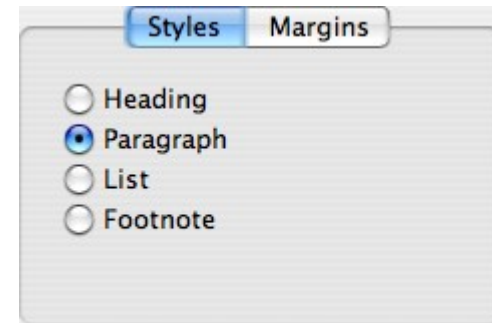 Styles Margins
Heading
Paragraph
List
Footnote